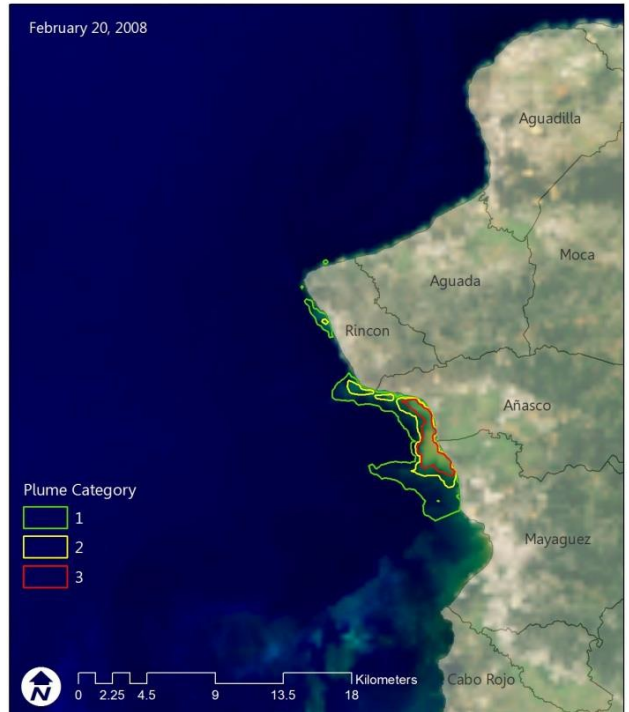 February 20, 2008
Aguadilla
Moca
Aguada
Rincon
Añasco
Plume Category
1
2
3
Mayaguez
N
Kilometers
0 2.25 4.5 9 13.5 18
Cabo Rojo